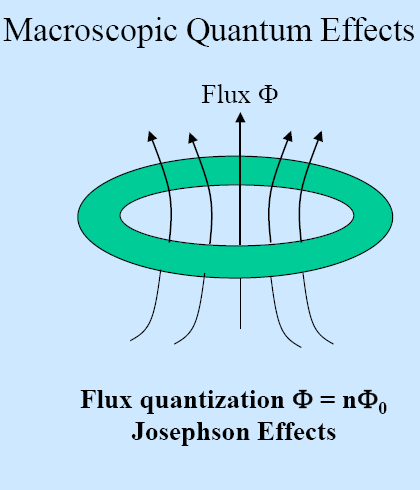 Macroscopic Quantum Effects
Flux Φ
Flux quantization Φ = nΦ₀
Josephson Effects